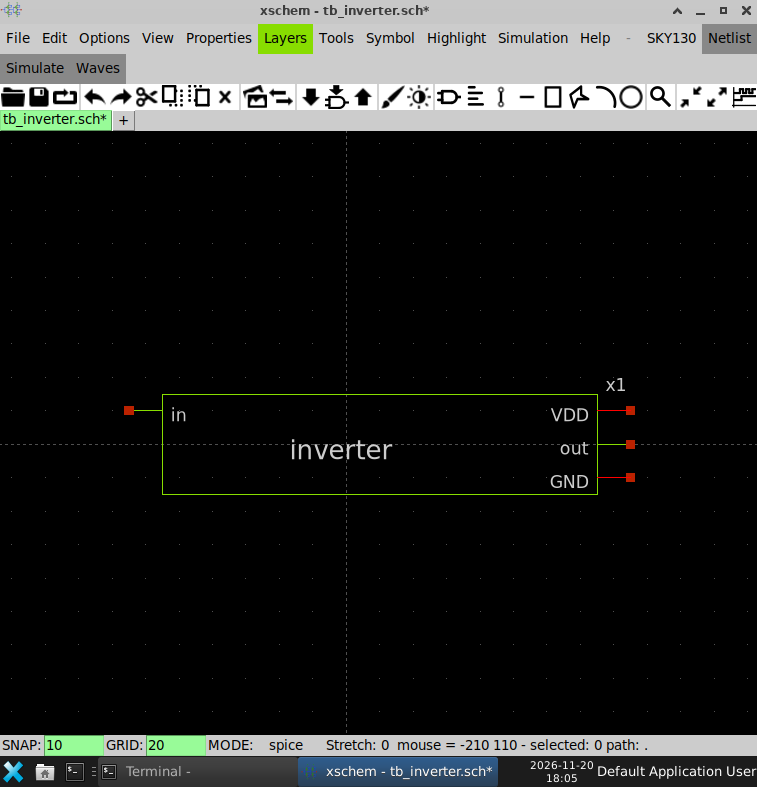 xschem - tb_inverter.sch*
File Edit Options View Properties Layers Tools Symbol Highlight Simulation Help - SKY130 Netlist
Simulate Waves
tb_inverter.sch* +
x1
in VDD
inverter out
GND
SNAP: 10 GRID: 20 MODE: spice Stretch: 0 mouse = -210 110 - selected: 0 path: .
Terminal - xschem - tb_inverter.sch* 2026-11-20 Default Application User
18:05